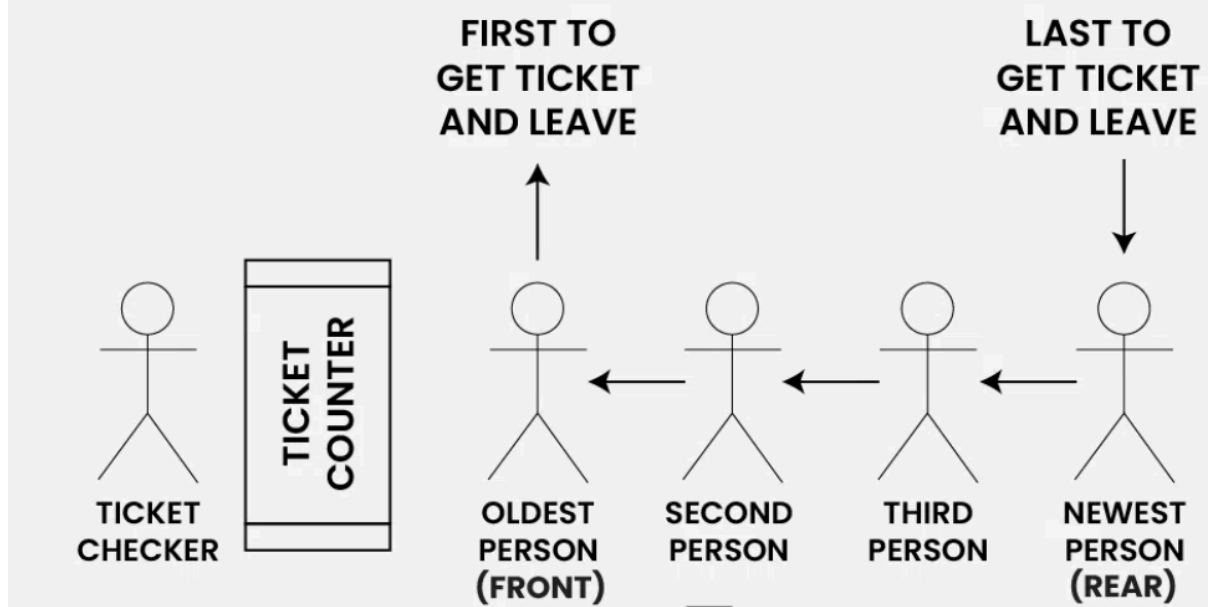 FIRST TO
GET TICKET
AND LEAVE
LAST TO
GET TICKET
AND LEAVE
TICKET
COUNTER
TICKET
CHECKER
OLDEST
PERSON
(FRONT)
SECOND
PERSON
THIRD
PERSON
NEWEST
PERSON
(REAR)